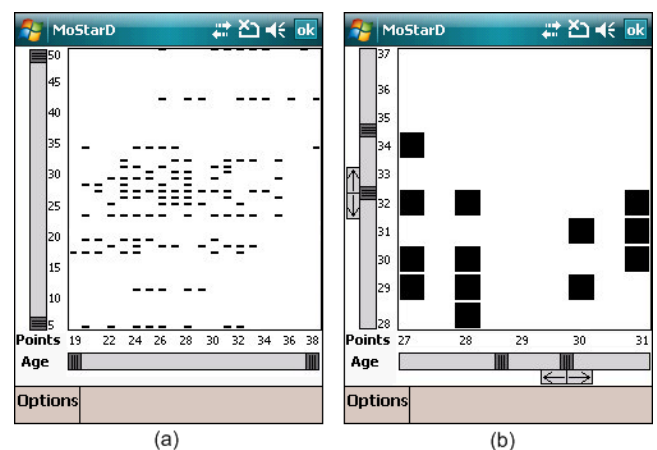 MoStarD
ok
50
45
40
35
30
25
20
15
10
5
Points 19 22 24 26 28 30 32 34 36 38
Age
Options
(a)
MoStarD
ok
37
36
35
34
33
32
31
30
29
28
Points 27 28 29 30 31
Age
Options
(b)